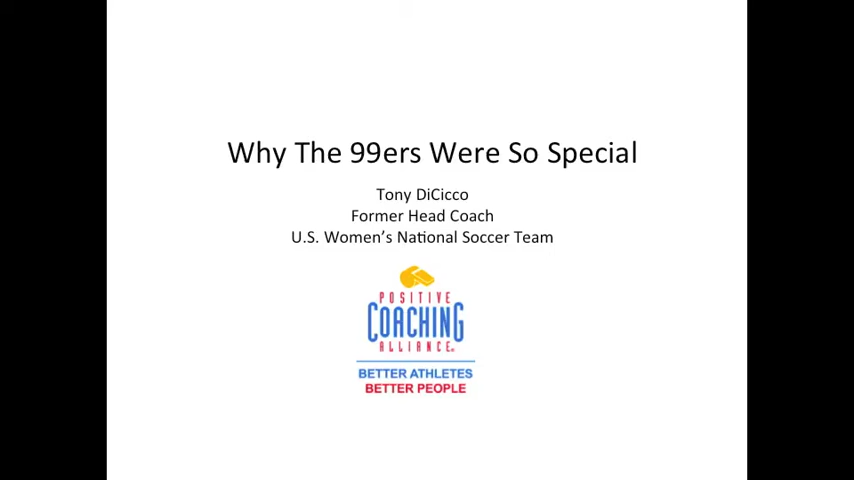 Why The 99ers Were So Special
Tony DiCicco
Former Head Coach
U.S. Women's National Soccer Team
POSITIVE
COACHING
ALLIANCE®
BETTER ATHLETES
BETTER PEOPLE